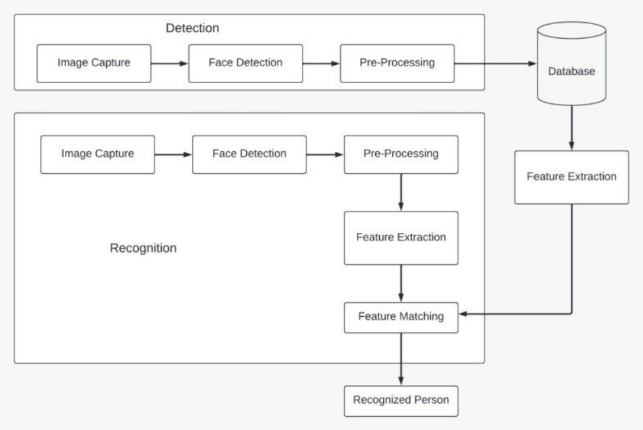 Detection
Image Capture
Face Detection
Pre-Processing
Database
Image Capture
Face Detection
Pre-Processing
Feature Extraction
Feature Extraction
Recognition
Feature Matching
Recognized Person